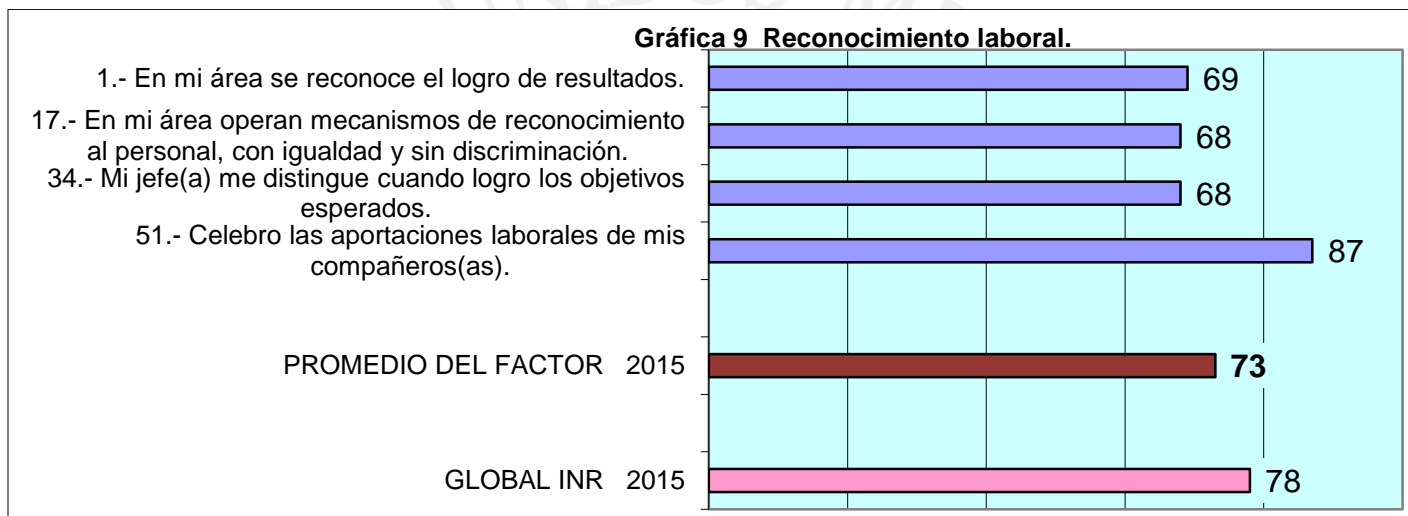 Gráfica 9 Reconocimiento laboral.
1.- En mi área se reconoce el logro de resultados.
69
17.- En mi área operan mecanismos de reconocimiento
al personal, con igualdad y sin discriminación.
68
34.- Mi jefe(a) me distingue cuando logro los objetivos
esperados.
68
51.- Celebro las aportaciones laborales de mis
compañeros(as).
87
PROMEDIO DEL FACTOR 2015
73
GLOBAL INR 2015
78